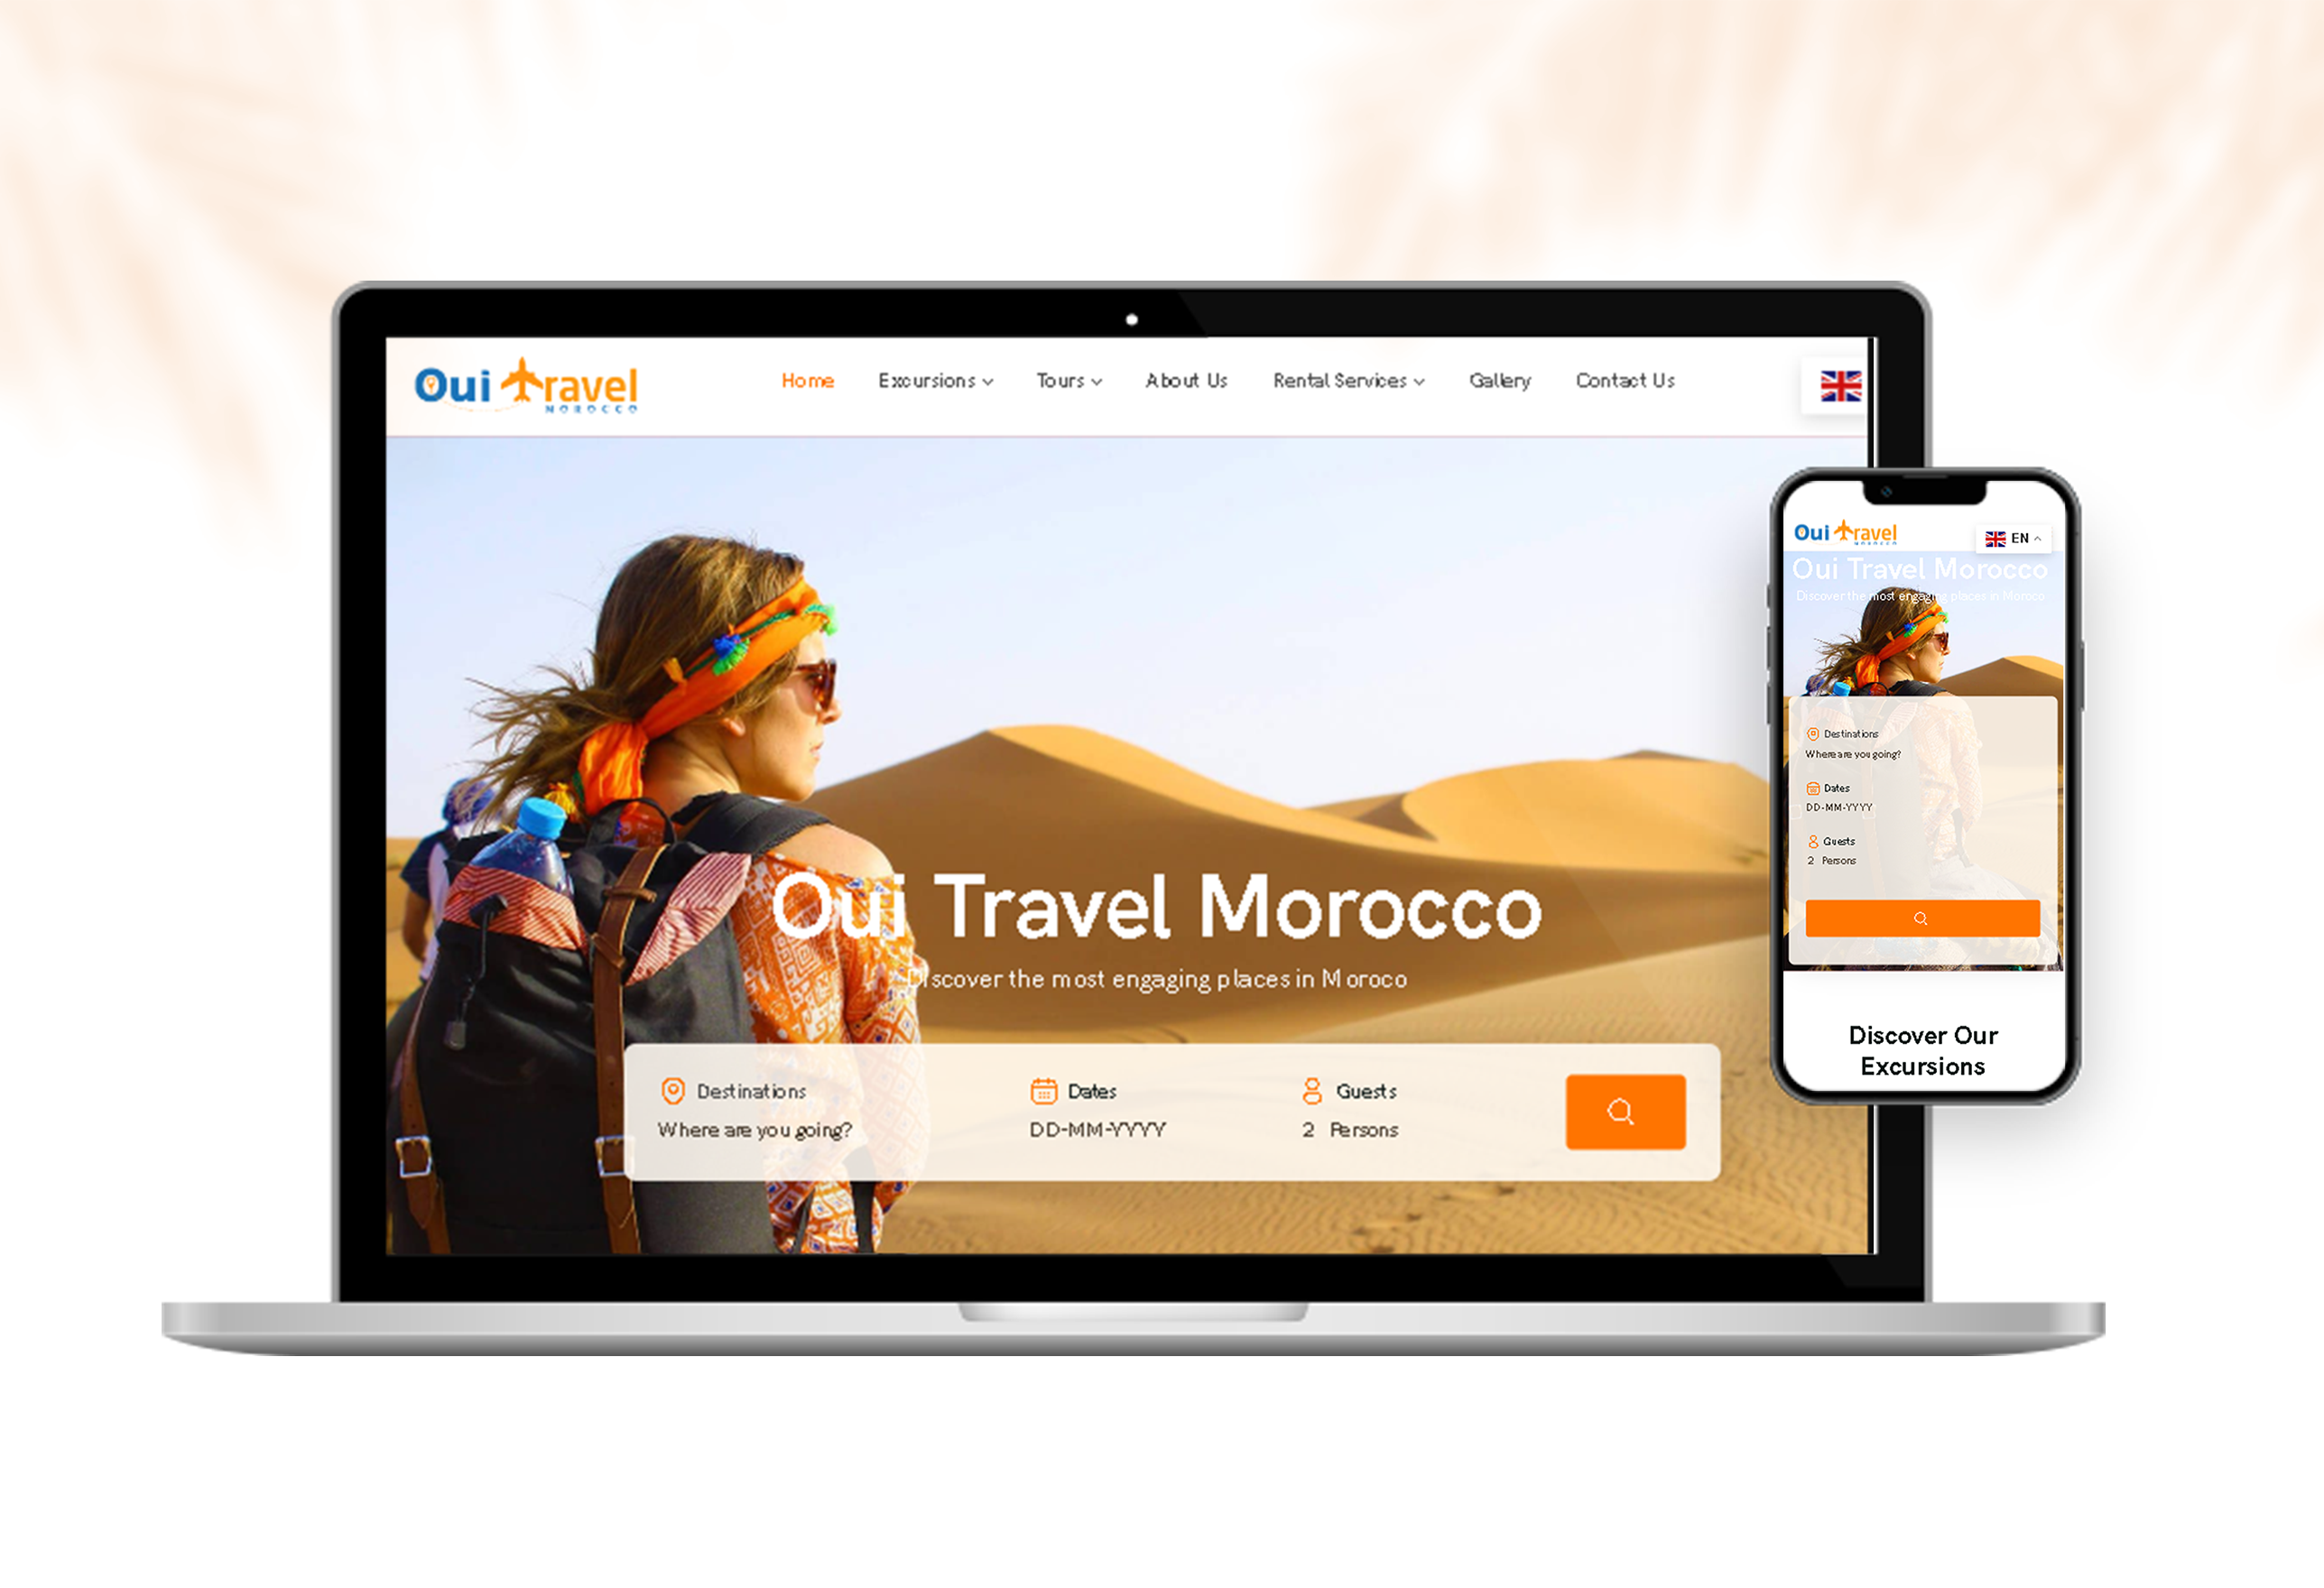 Oui Travel
MOROCCO
Home Excursions Tours About Us Rental Services Gallery Contact Us
Oui Travel Morocco
Discover the most engaging places in Moroco
Destinations Dates Guests
Where are you going? DD-MM-YYYY 2 Persons
Oui Travel
MOROCCO
EN
Oui Travel Morocco
Discover the most engaging places in Moroco
Destinations
Where are you going?
Dates
DD-MM-YYYY
Guests
2 Persons
Discover Our
Excursions